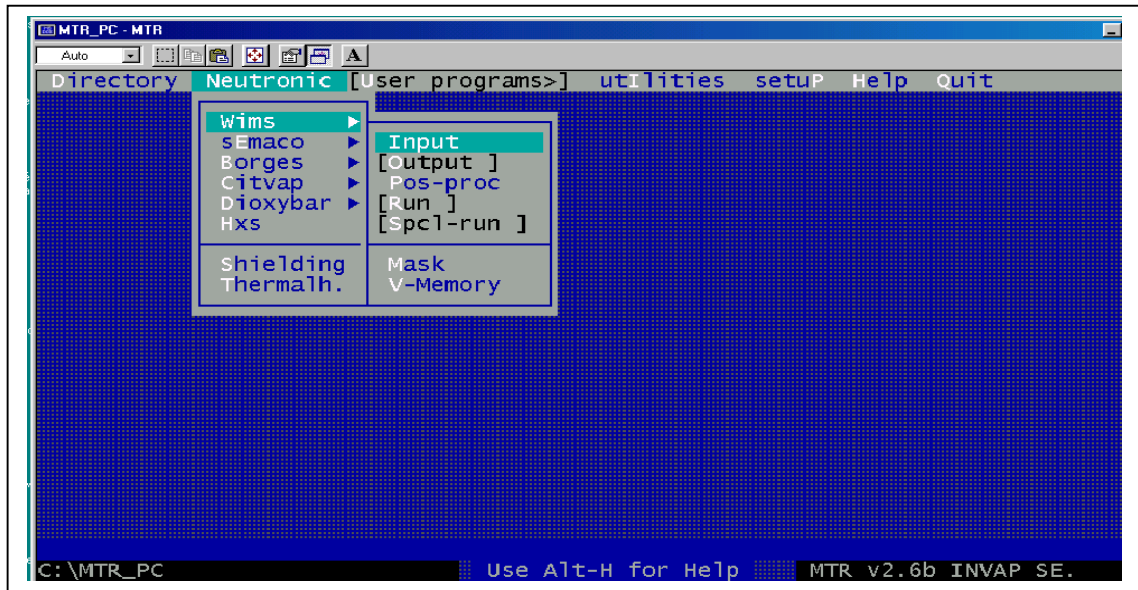 MTR_PC - MTR
Auto A
Directory Neutronic [User programs>] utIlities setuP Help Quit
Wims
sEmaco
Borges
Citvap
Dioxybar
Hxs
Shielding
Thermalh.
Input
[Output ]
Pos-proc
[Run ]
[Spcl-run ]
Mask
V-Memory
C:\MTR_PC Use Alt-H for Help MTR v2.6b INVAP SE.